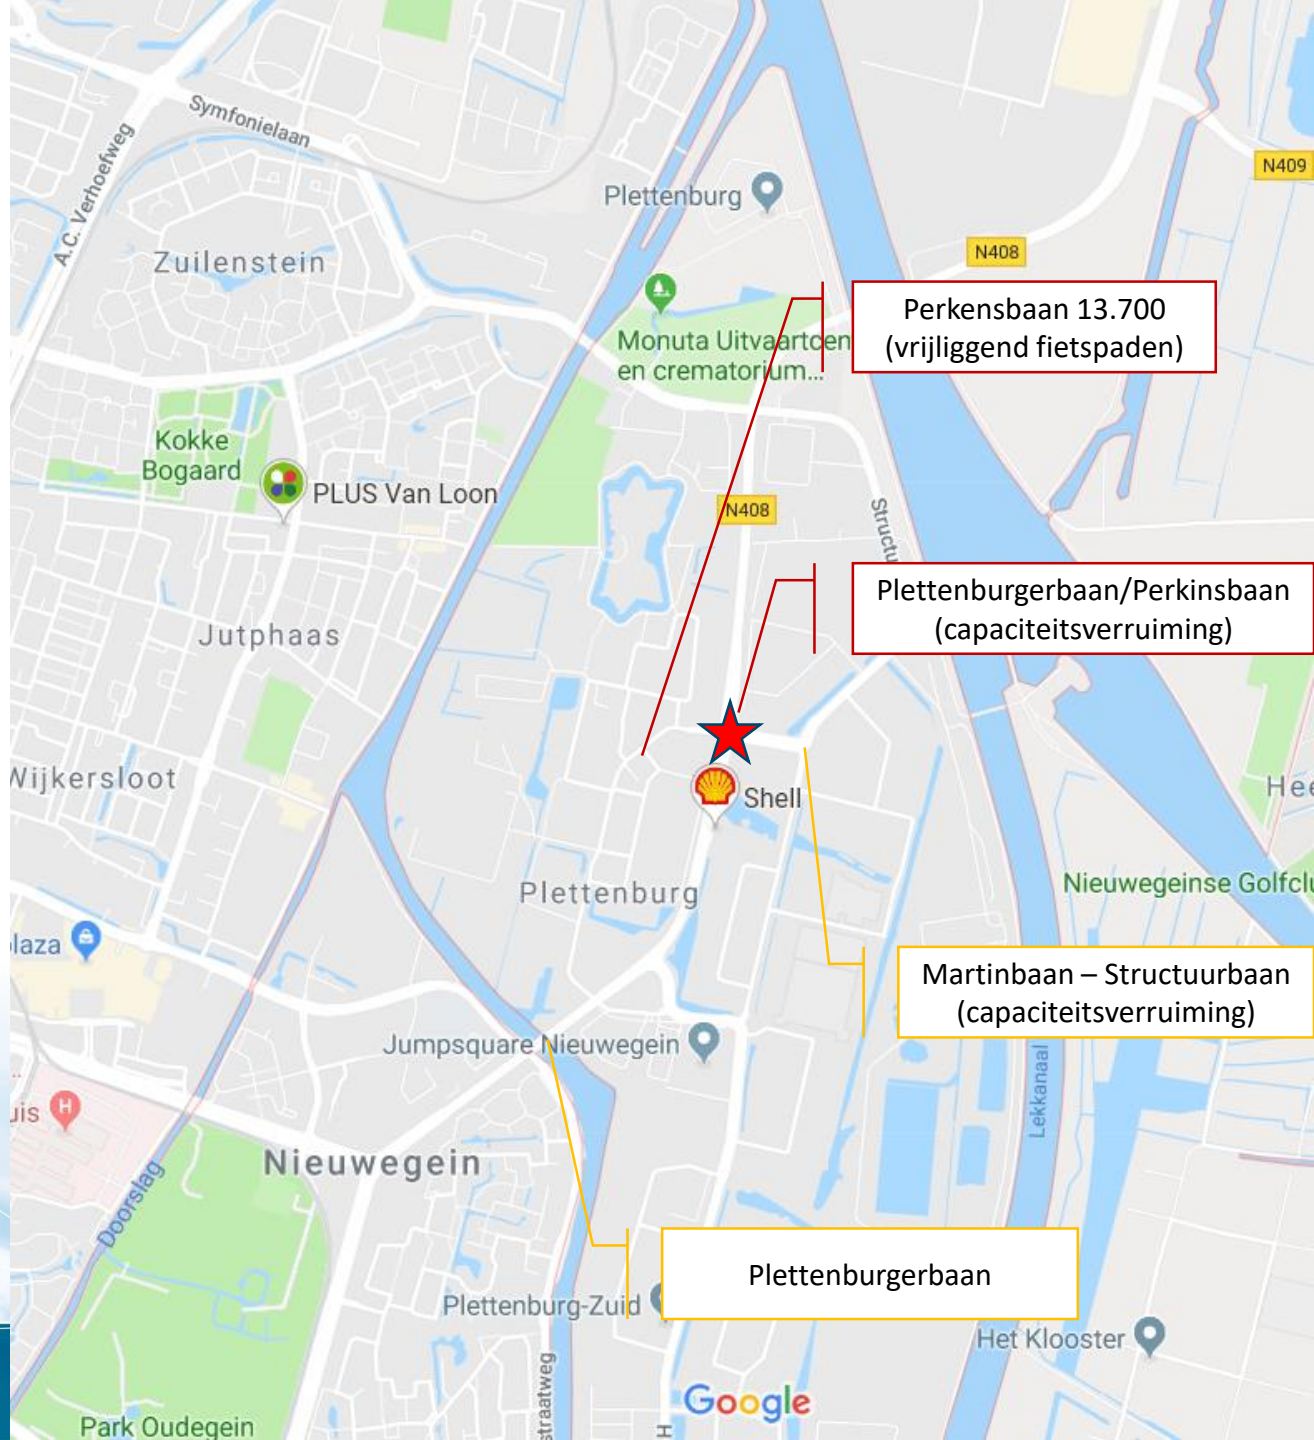 Symfonielaan
A.C. Verhoefweg
N409
Plettenburg
Zuilenstein
N408
Perkensbaan 13.700
(vrijliggend fietspaden)
Monuta Uitvaartcen
en crematorium...
Kokke
Bogaard
PLUS Van Loon
N408
Structu
Plettenburgerbaan/Perkinsbaan
(capaciteitsverruiming)
Jutphaas
Wijkersloot
Shell
Hee
Plettenburg
Nieuwegeinse Golfclu
laza
Martinbaan – Structuurbaan
(capaciteitsverruiming)
Jumpsquare Nieuwegein
Lekkanaal
uis
H
Nieuwegein
Doorslag
Plettenburgerbaan
Plettenburg-Zuid
Het Klooster
straatweg
Google
Park Oudegein
H